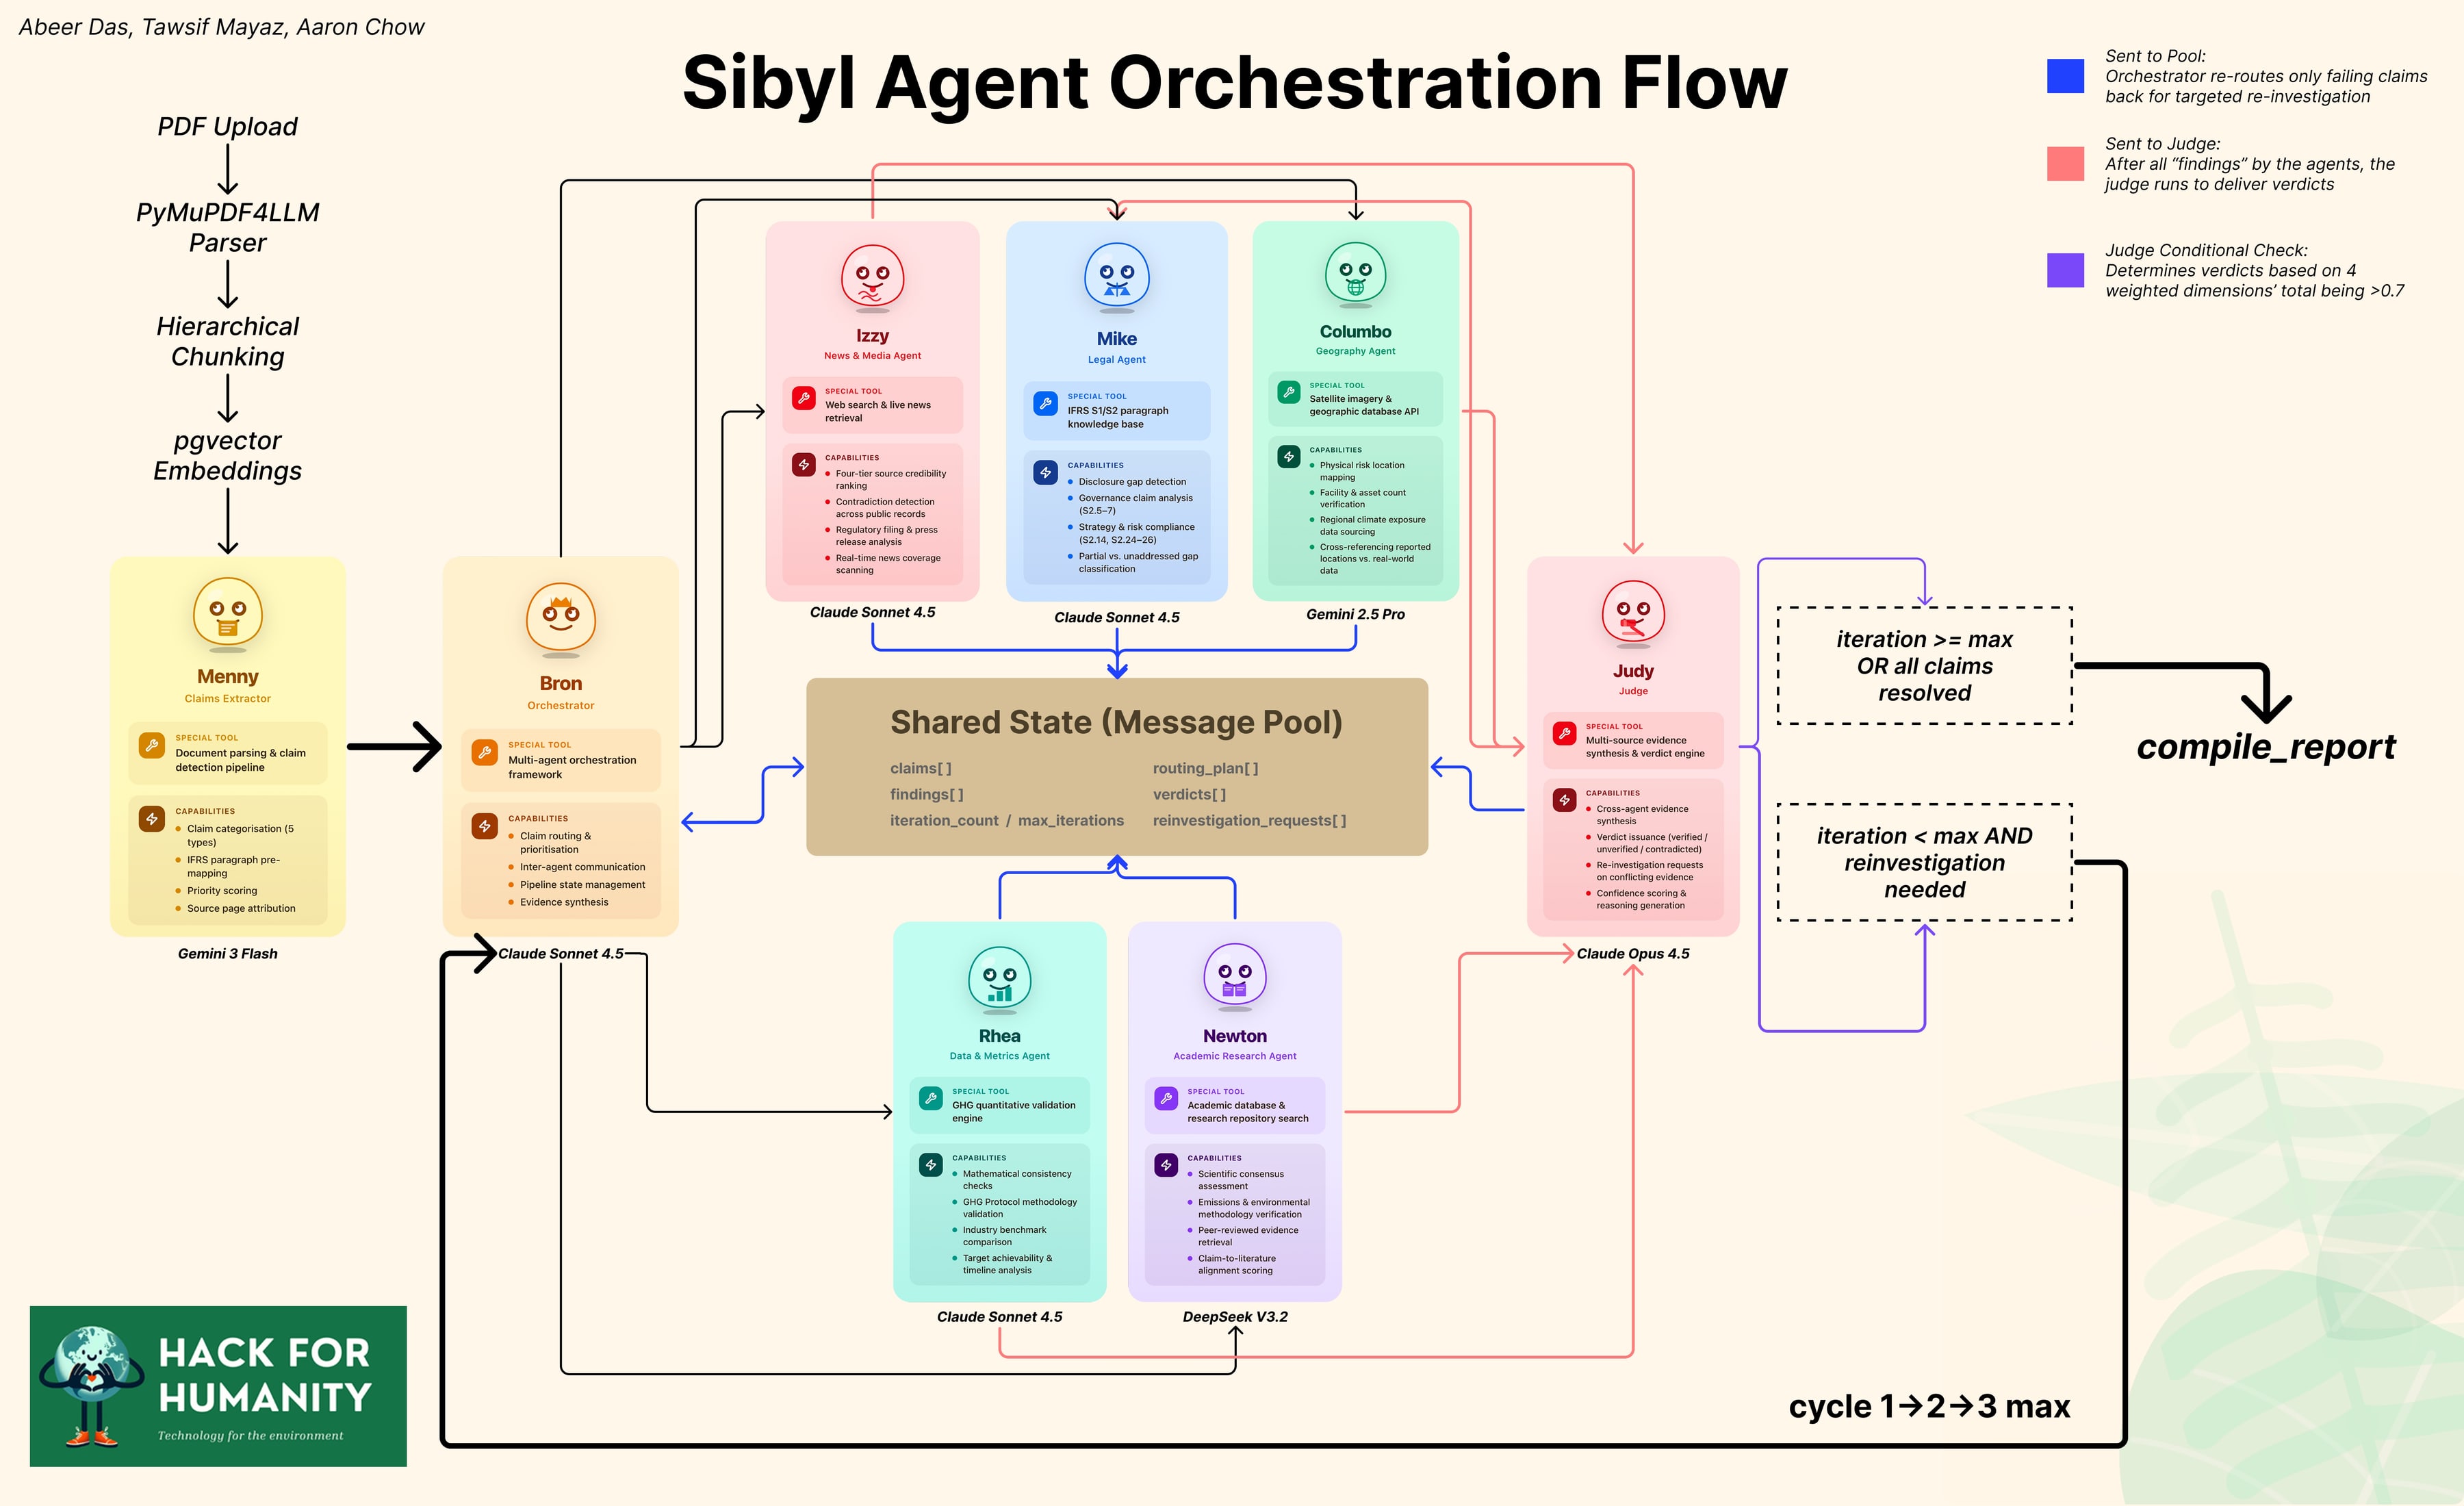 Abeer Das, Tawsif Mayaz, Aaron Chow
Sibyl Agent Orchestration Flow
Sent to Pool:
Orchestrator re-routes only failing claims
back for targeted re-investigation
Sent to Judge:
After all “findings” by the agents, the
judge runs to deliver verdicts
Judge Conditional Check:
Determines verdicts based on 4
weighted dimensions’ total being >0.7
PDF Upload
PyMuPDF4LLM
Parser
Hierarchical
Chunking
pgvector
Embeddings
Menny
Claims Extractor
SPECIAL TOOL
Document parsing & claim
detection pipeline
CAPABILITIES
Claim categorisation (5
types)
IFRS paragraph pre-
mapping
Priority scoring
Source page attribution
Gemini 3 Flash
Bron
Orchestrator
SPECIAL TOOL
Multi-agent orchestration
framework
CAPABILITIES
Claim routing &
prioritisation
Inter-agent communication
Pipeline state management
Evidence synthesis
Claude Sonnet 4.5
Izzy
News & Media Agent
SPECIAL TOOL
Web search & live news
retrieval
CAPABILITIES
Four-tier source credibility
ranking
Contradiction detection
across public records
Regulatory filing & press
release analysis
Real-time news coverage
scanning
Claude Sonnet 4.5
Mike
Legal Agent
SPECIAL TOOL
IFRS S1/S2 paragraph
knowledge base
CAPABILITIES
Disclosure gap detection
Governance claim analysis
(S2.5–7)
Strategy & risk compliance
(S2.14, S2.24–26)
Partial vs. unaddressed gap
classification
Claude Sonnet 4.5
Columbo
Geography Agent
SPECIAL TOOL
Satellite imagery &
geographic database API
CAPABILITIES
Physical risk location
mapping
Facility & asset count
verification
Regional climate exposure
data sourcing
Cross-referencing reported
locations vs. real-world
data
Gemini 2.5 Pro
Shared State (Message Pool)
claims[ ]
findings[ ]
iteration_count / max_iterations
routing_plan[ ]
verdicts[ ]
reinvestigation_requests[ ]
Rhea
Data & Metrics Agent
SPECIAL TOOL
GHG quantitative validation
engine
CAPABILITIES
Mathematical consistency
checks
GHG Protocol methodology
validation
Industry benchmark
comparison
Target achievability &
timeline analysis
Claude Sonnet 4.5
Newton
Academic Research Agent
SPECIAL TOOL
Academic database &
research repository search
CAPABILITIES
Scientific consensus
assessment
Emissions & environmental
methodology verification
Peer-reviewed evidence
retrieval
Claim-to-literature
alignment scoring
DeepSeek V3.2
Judy
Judge
SPECIAL TOOL
Multi-source evidence
synthesis & verdict engine
CAPABILITIES
Cross-agent evidence
synthesis
Verdict issuance (verified /
unverified / contradicted)
Re-investigation requests
on conflicting evidence
Confidence scoring &
reasoning generation
Claude Opus 4.5
iteration >= max
OR all claims
resolved
compile_report
iteration < max AND
reinvestigation
needed
cycle 1→2→3 max
HACK FOR
HUMANITY
Technology for the environment